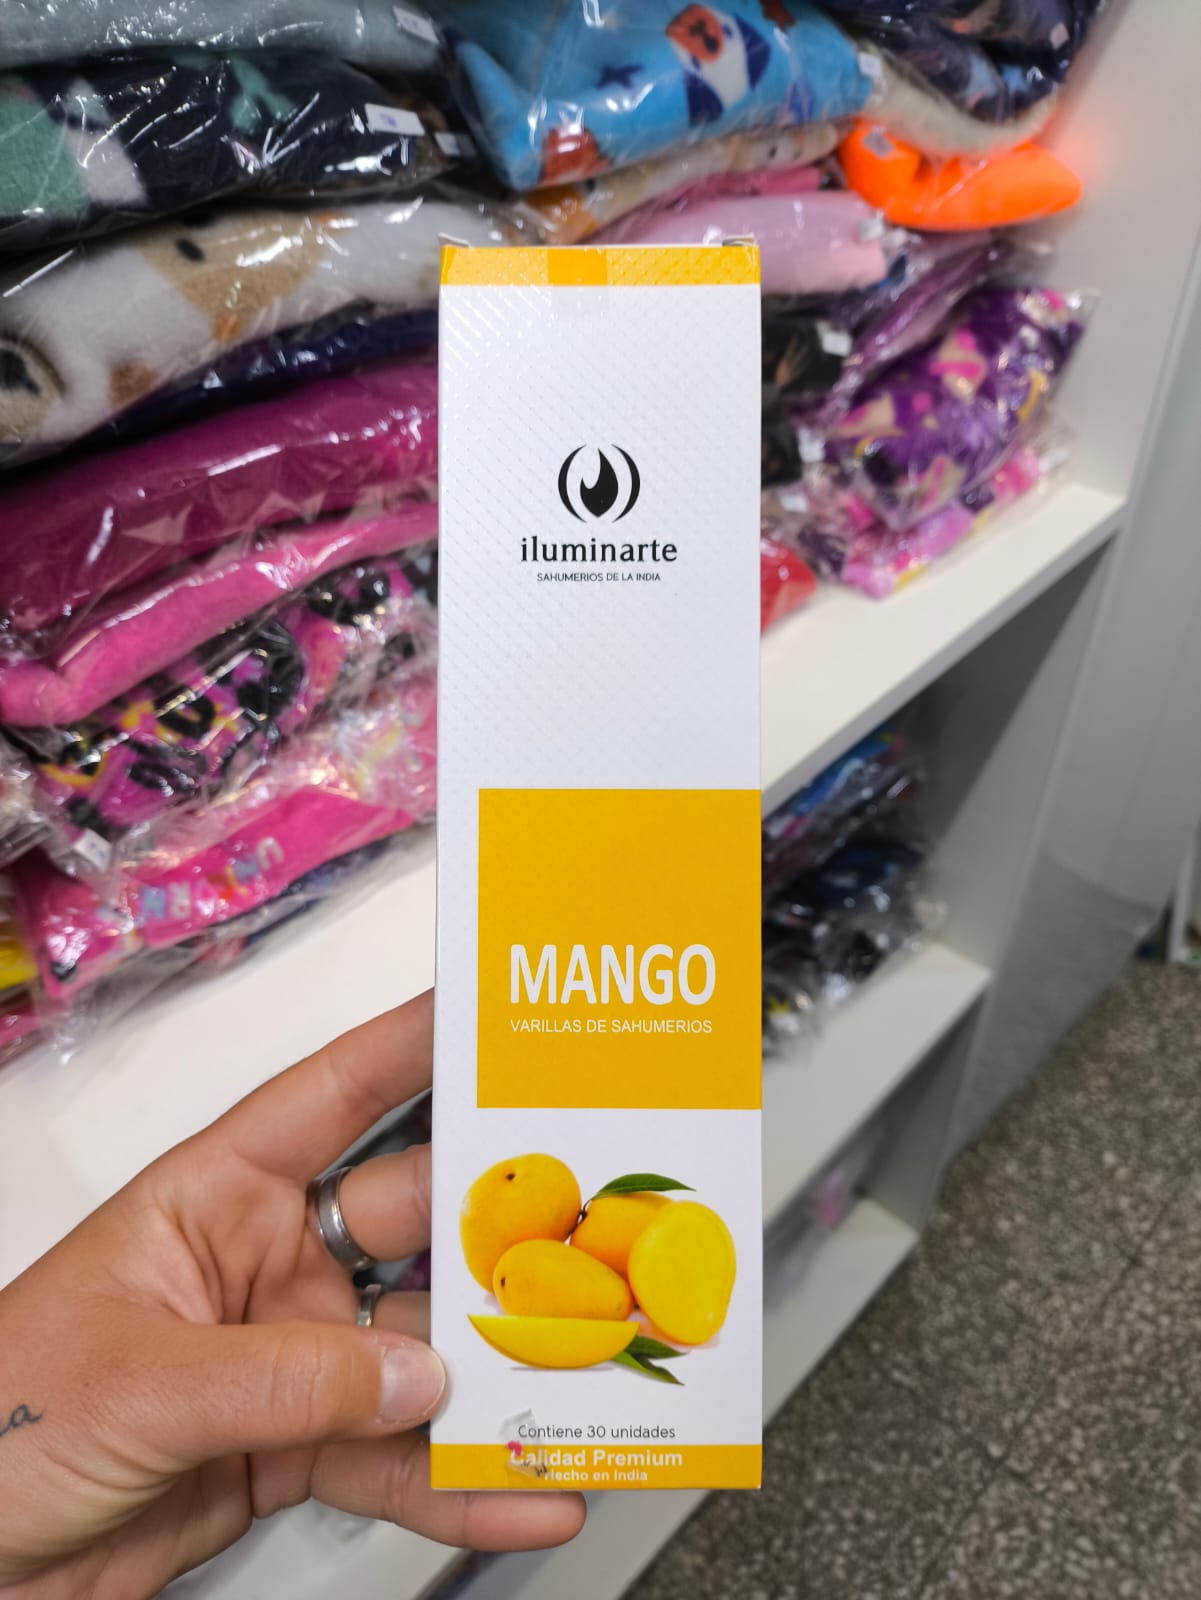 iluminarte
SAHUMERIOS DE LA INDIA
MANGO
VARILLAS DE SAHUMERIOS
Contiene 30 unidades
Calidad Premium
Hecho en India